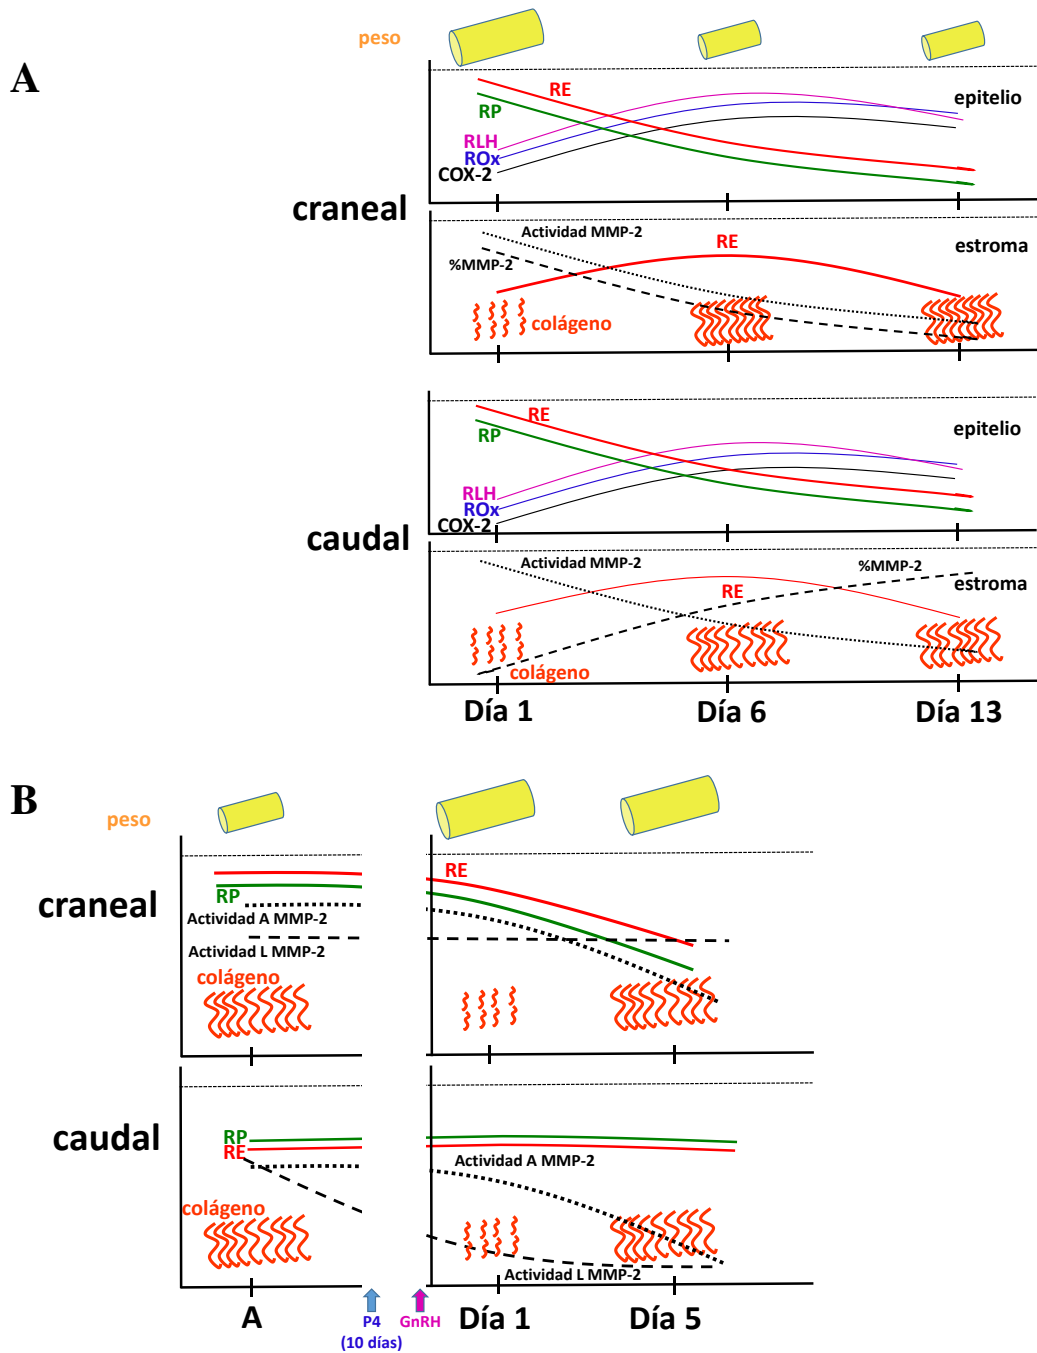 A
peso
RE
RP
epitelio
RLH
ROx
COX-2
craneal
Actividad MMP-2
RE
estroma
%MMP-2
colágeno
RE
RP
epitelio
RLH
ROx
COX-2
caudal
Actividad MMP-2
%MMP-2
RE
estroma
colágeno
Día 1
Día 6
Día 13
B
peso
RE
RP
craneal
Actividad A MMP-2
Actividad L MMP-2
colágeno
caudal
RP
RE
Actividad A MMP-2
colágeno
Actividad L MMP-2
A
P4
(10 días)
GnRH
Día 1
Día 5